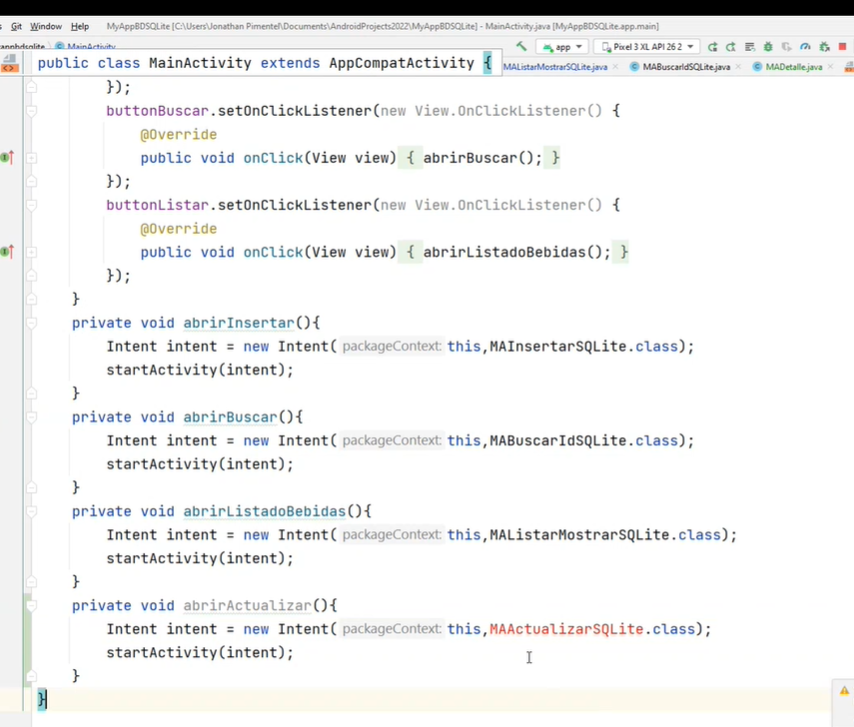 Git Window Help MyAppBDSQLite [C:\Users\Jonathan Pimentel\Documents\AndroidProjects2022\MyAppBDSQLite] - MainActivity.java [MyAppBDSQLite.app.main]
MainActivity app Pixel 3 XL API 26 2
public class MainActivity extends AppCompatActivity { MAListarMostrarSQLite.java MABuscarIdSQLite.java MADetalle.java
});
buttonBuscar.setOnClickListener(new View.OnClickListener() {
@Override
public void onClick(View view) { abrirBuscar(); }
});
buttonListar.setOnClickListener(new View.OnClickListener() {
@Override
public void onClick(View view) { abrirListadoBebidas(); }
});
}
private void abrirInsertar(){
Intent intent = new Intent( packageContext: this,MAInsertarSQLite.class);
startActivity(intent);
}
private void abrirBuscar(){
Intent intent = new Intent( packageContext: this,MABuscarIdSQLite.class);
startActivity(intent);
}
private void abrirListadoBebidas(){
Intent intent = new Intent( packageContext: this,MAListarMostrarSQLite.class);
startActivity(intent);
}
private void abrirActualizar(){
Intent intent = new Intent( packageContext: this,MAActualizarSQLite.class);
startActivity(intent);
}
}